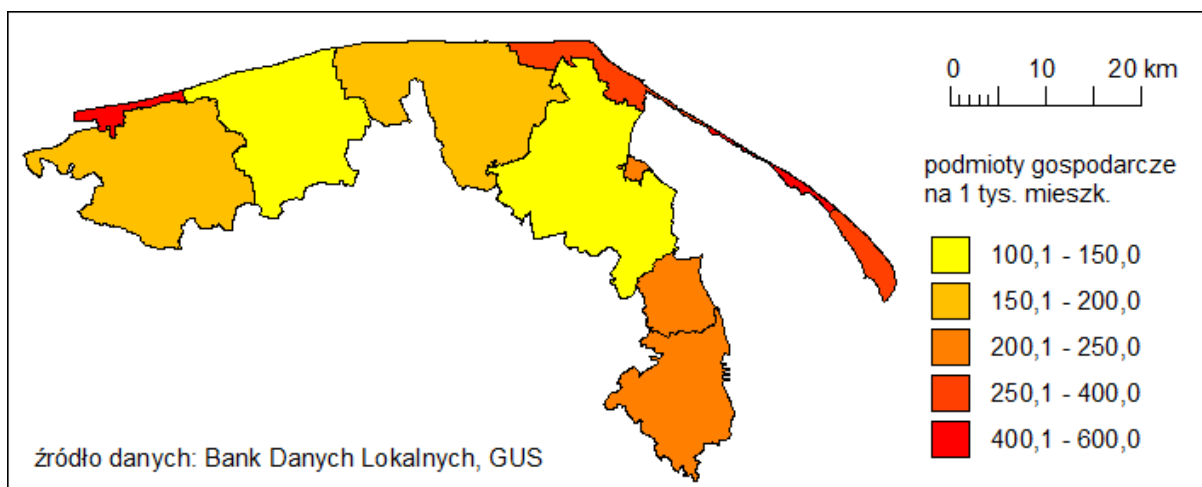 0 10 20 km
podmioty gospodarcze
na 1 tys. mieszk.
100,1 - 150,0
150,1 - 200,0
200,1 - 250,0
250,1 - 400,0
400,1 - 600,0
źródło danych: Bank Danych Lokalnych, GUS